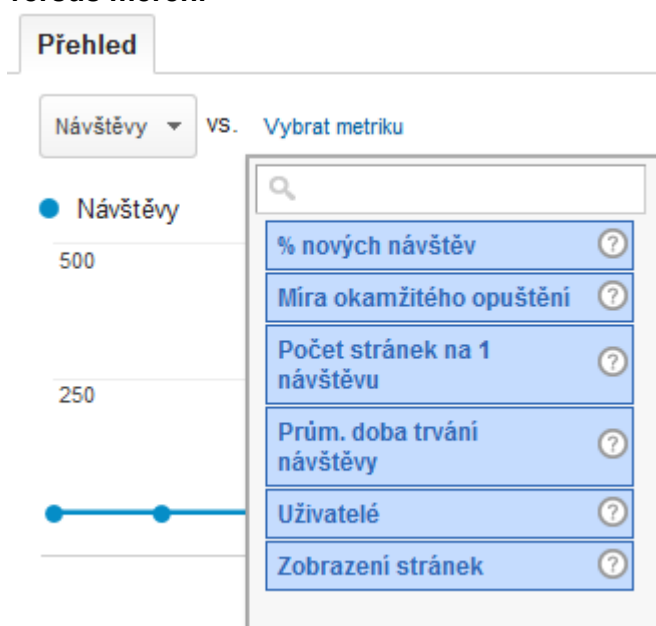 Přehled
Návštěvy vs. Vybrat metriku
Návštěvy
500
250
% nových návštěv ?
Míra okamžitého opuštění ?
Počet stránek na 1
návštěvu ?
Prům. doba trvání
návštěvy ?
Uživatelé ?
Zobrazení stránek ?